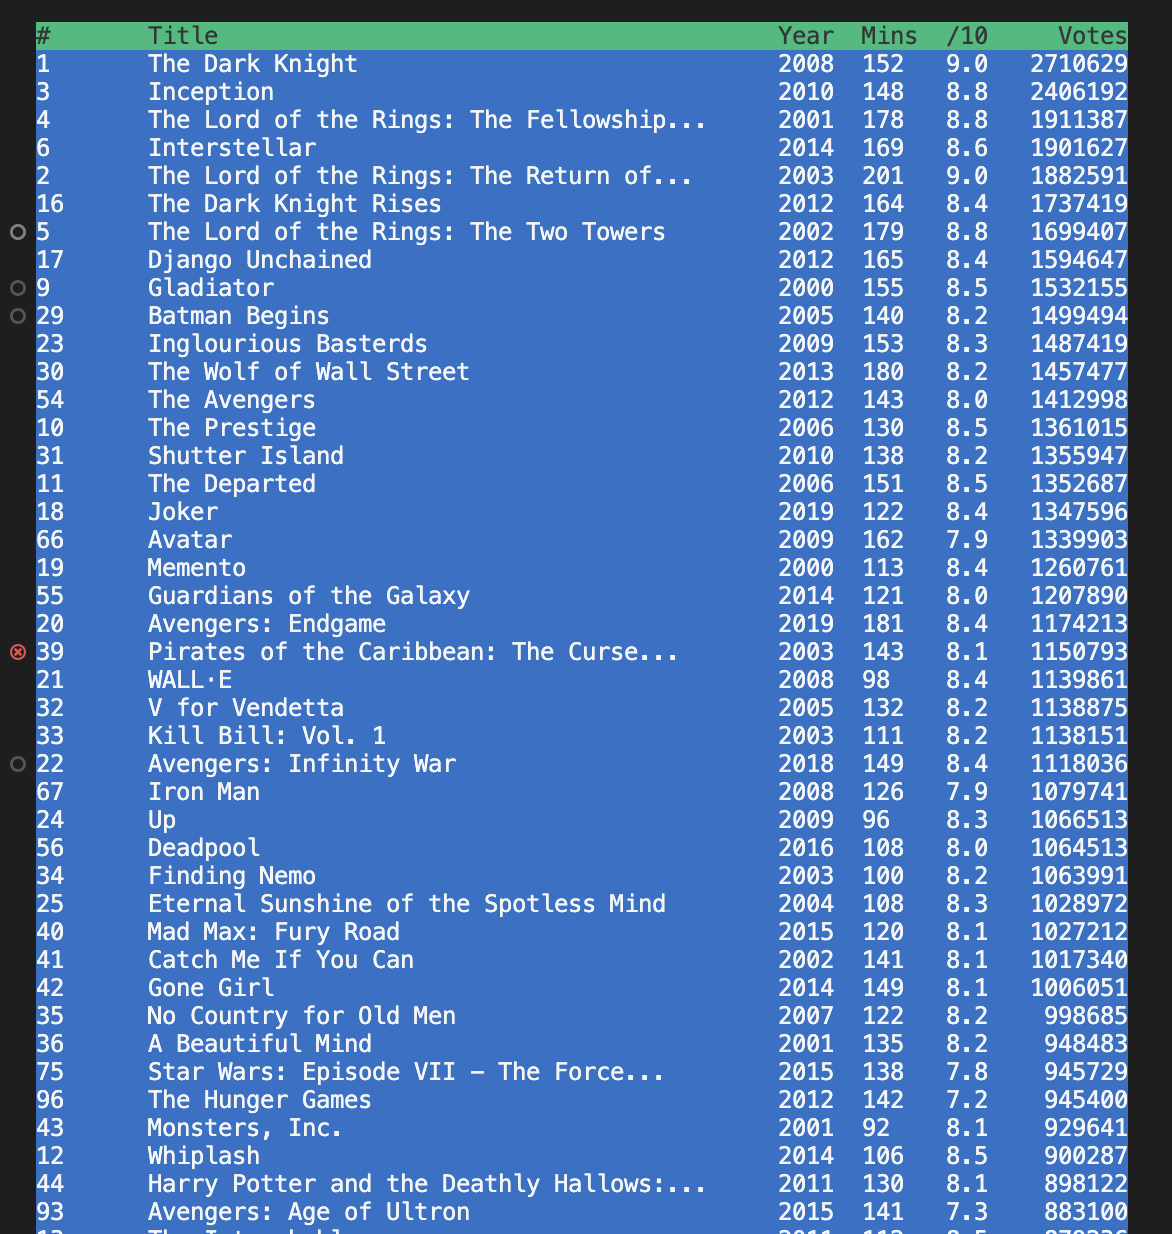 # Title Year Mins /10 Votes
1 The Dark Knight 2008 152 9.0 2710629
3 Inception 2010 148 8.8 2406192
4 The Lord of the Rings: The Fellowship... 2001 178 8.8 1911387
6 Interstellar 2014 169 8.6 1901627
2 The Lord of the Rings: The Return of... 2003 201 9.0 1882591
16 The Dark Knight Rises 2012 164 8.4 1737419
5 The Lord of the Rings: The Two Towers 2002 179 8.8 1699407
17 Django Unchained 2012 165 8.4 1594647
9 Gladiator 2000 155 8.5 1532155
29 Batman Begins 2005 140 8.2 1499494
23 Inglourious Basterds 2009 153 8.3 1487419
30 The Wolf of Wall Street 2013 180 8.2 1457477
54 The Avengers 2012 143 8.0 1412998
10 The Prestige 2006 130 8.5 1361015
31 Shutter Island 2010 138 8.2 1355947
11 The Departed 2006 151 8.5 1352687
18 Joker 2019 122 8.4 1347596
66 Avatar 2009 162 7.9 1339903
19 Memento 2000 113 8.4 1260761
55 Guardians of the Galaxy 2014 121 8.0 1207890
20 Avengers: Endgame 2019 181 8.4 1174213
39 Pirates of the Caribbean: The Curse... 2003 143 8.1 1150793
21 WALL·E 2008 98 8.4 1139861
32 V for Vendetta 2005 132 8.2 1138875
33 Kill Bill: Vol. 1 2003 111 8.2 1138151
22 Avengers: Infinity War 2018 149 8.4 1118036
67 Iron Man 2008 126 7.9 1079741
24 Up 2009 96 8.3 1066513
56 Deadpool 2016 108 8.0 1064513
34 Finding Nemo 2003 100 8.2 1063991
25 Eternal Sunshine of the Spotless Mind 2004 108 8.3 1028972
40 Mad Max: Fury Road 2015 120 8.1 1027212
41 Catch Me If You Can 2002 141 8.1 1017340
42 Gone Girl 2014 149 8.1 1006051
35 No Country for Old Men 2007 122 8.2 998685
36 A Beautiful Mind 2001 135 8.2 948483
75 Star Wars: Episode VII – The Force... 2015 138 7.8 945729
96 The Hunger Games 2012 142 7.2 945400
43 Monsters, Inc. 2001 92 8.1 929641
12 Whiplash 2014 106 8.5 900287
44 Harry Potter and the Deathly Hallows:... 2011 130 8.1 898122
93 Avengers: Age of Ultron 2015 141 7.3 883100